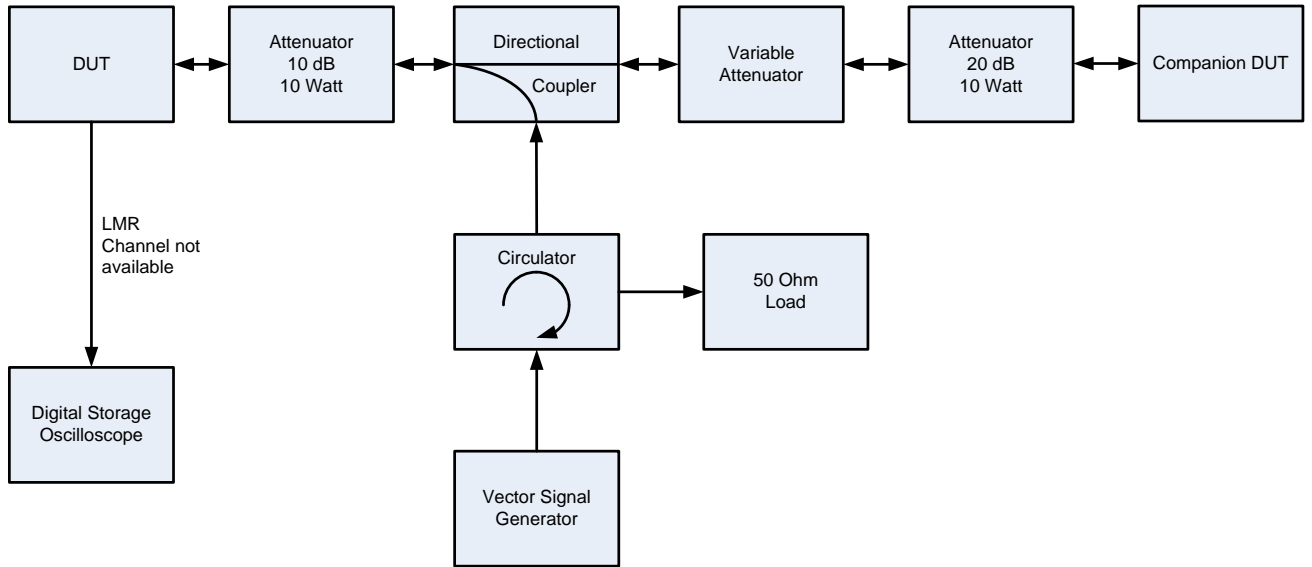 DUT
Attenuator
10 dB
10 Watt
Directional
Coupler
Variable
Attenuator
Attenuator
20 dB
10 Watt
Companion DUT
LMR
Channel not
available
Circulator
50 Ohm
Load
Digital Storage
Oscilloscope
Vector Signal
Generator